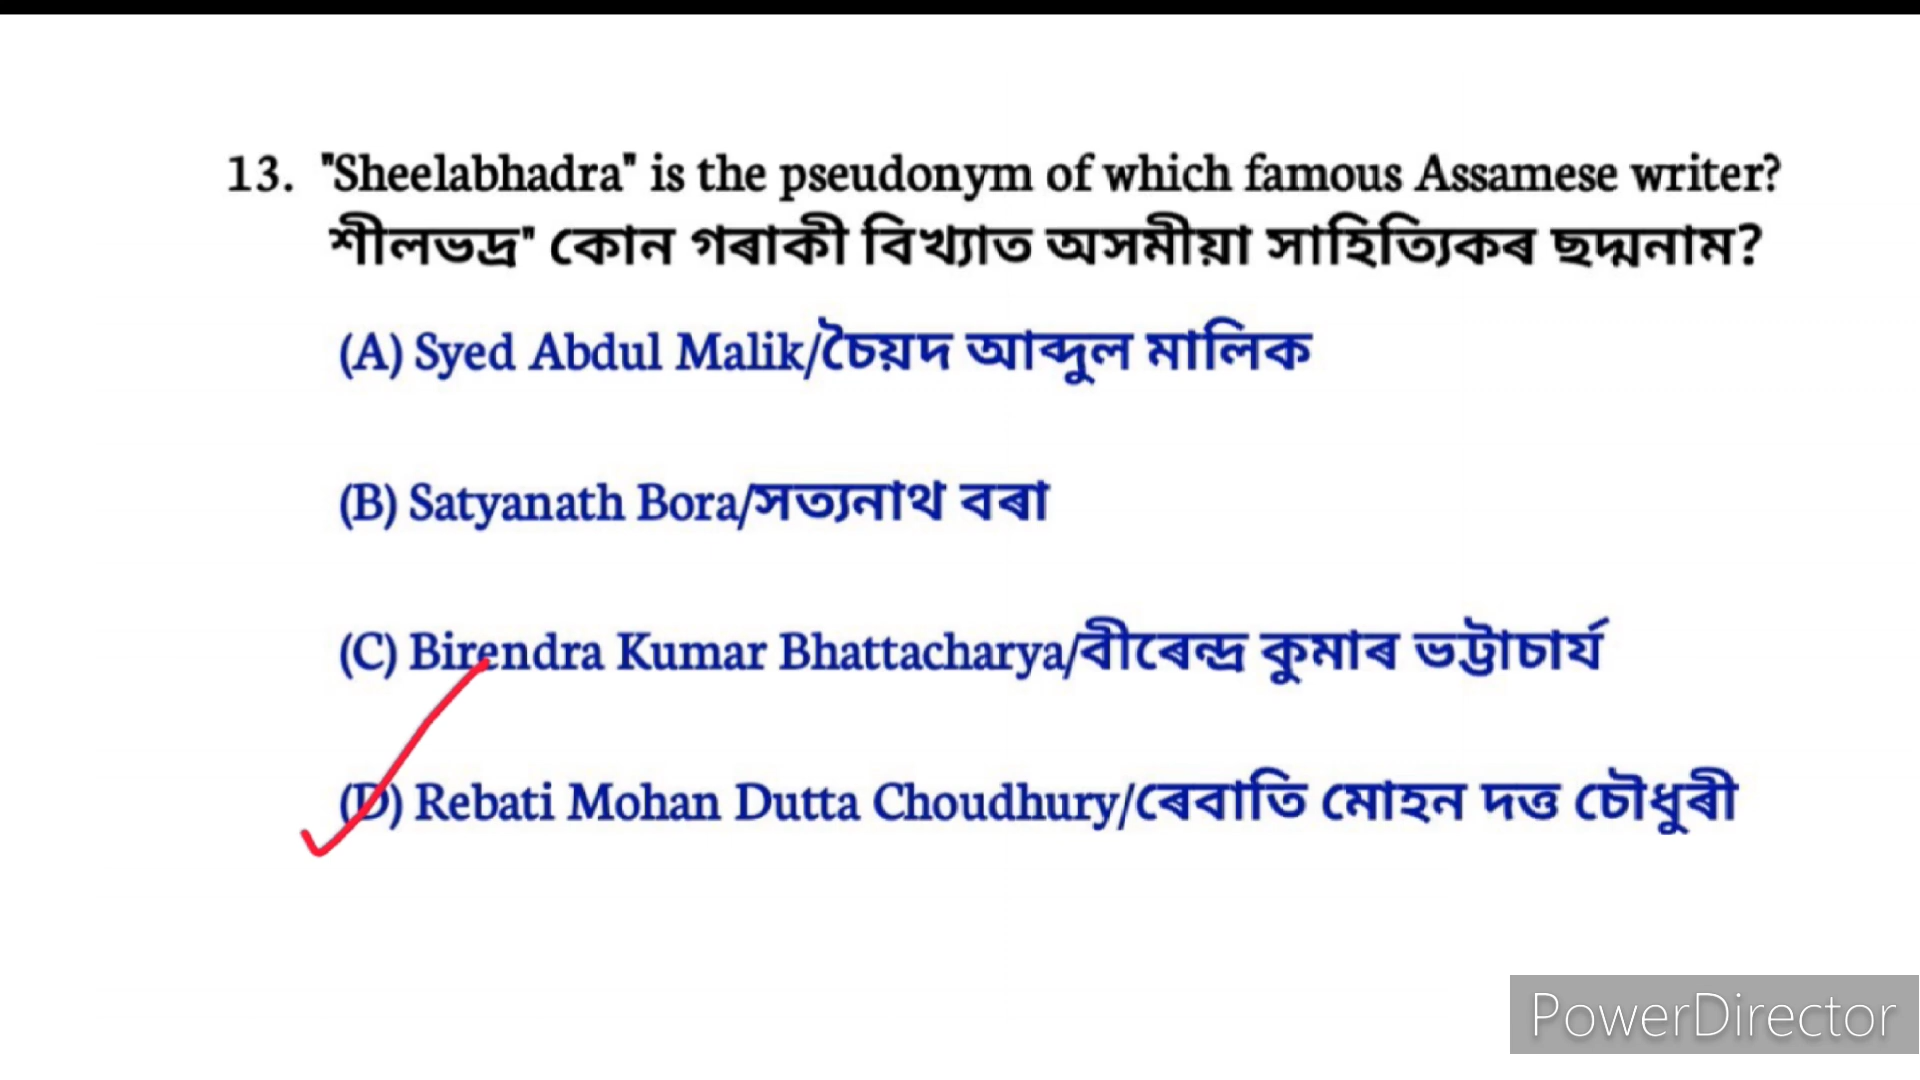 13. "Sheelabhadra" is the pseudonym of which famous Assamese writer?
শীলভদ্ৰ" কোন গৰাকী বিখ্যাত অসমীয়া সাহিত্যিকৰ ছদ্মনাম?
(A) Syed Abdul Malik/চৈয়দ আব্দুল মালিক
(B) Satyanath Bora/সত্যনাথ বৰা
(C) Birendra Kumar Bhattacharya/বীৰেন্দ্ৰ কুমাৰ ভট্টাচাৰ্য
(D) Rebati Mohan Dutta Choudhury/ৰেবাতি মোহন দত্ত চৌধুৰী
PowerDirector